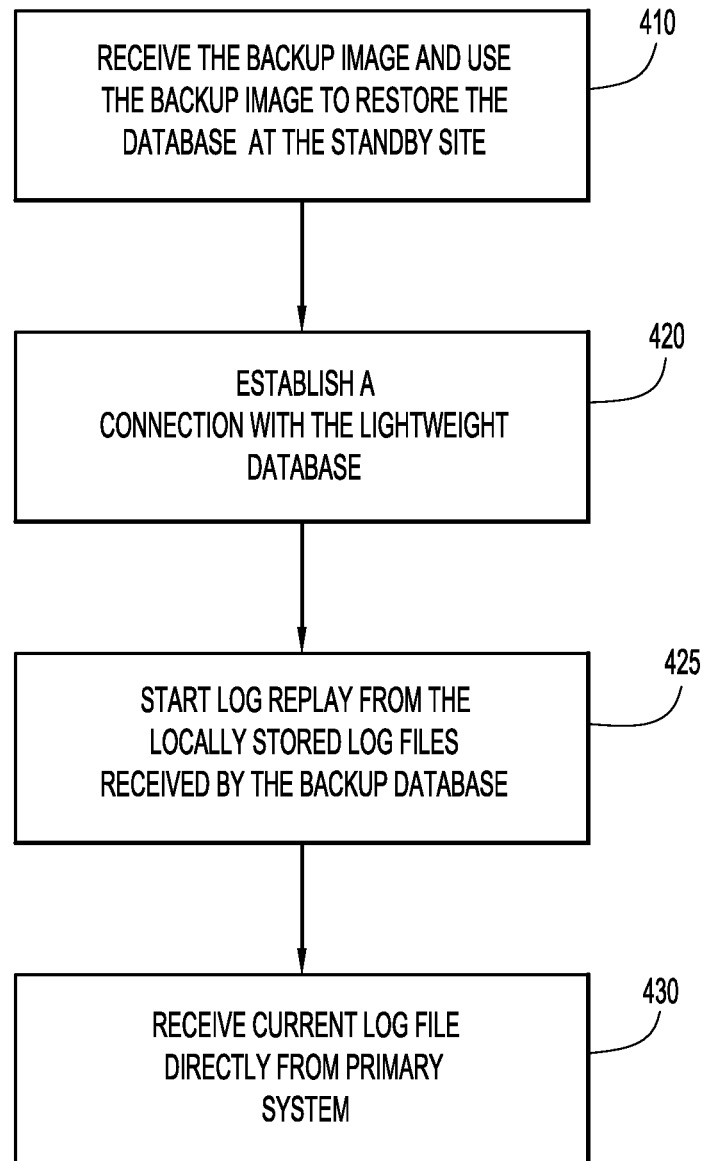 410
RECEIVE THE BACKUP IMAGE AND USE
THE BACKUP IMAGE TO RESTORE THE
DATABASE AT THE STANDBY SITE
420
ESTABLISH A
CONNECTION WITH THE LIGHTWEIGHT
DATABASE
425
START LOG REPLAY FROM THE
LOCALLY STORED LOG FILES
RECEIVED BY THE BACKUP DATABASE
430
RECEIVE CURRENT LOG FILE
DIRECTLY FROM PRIMARY
SYSTEM